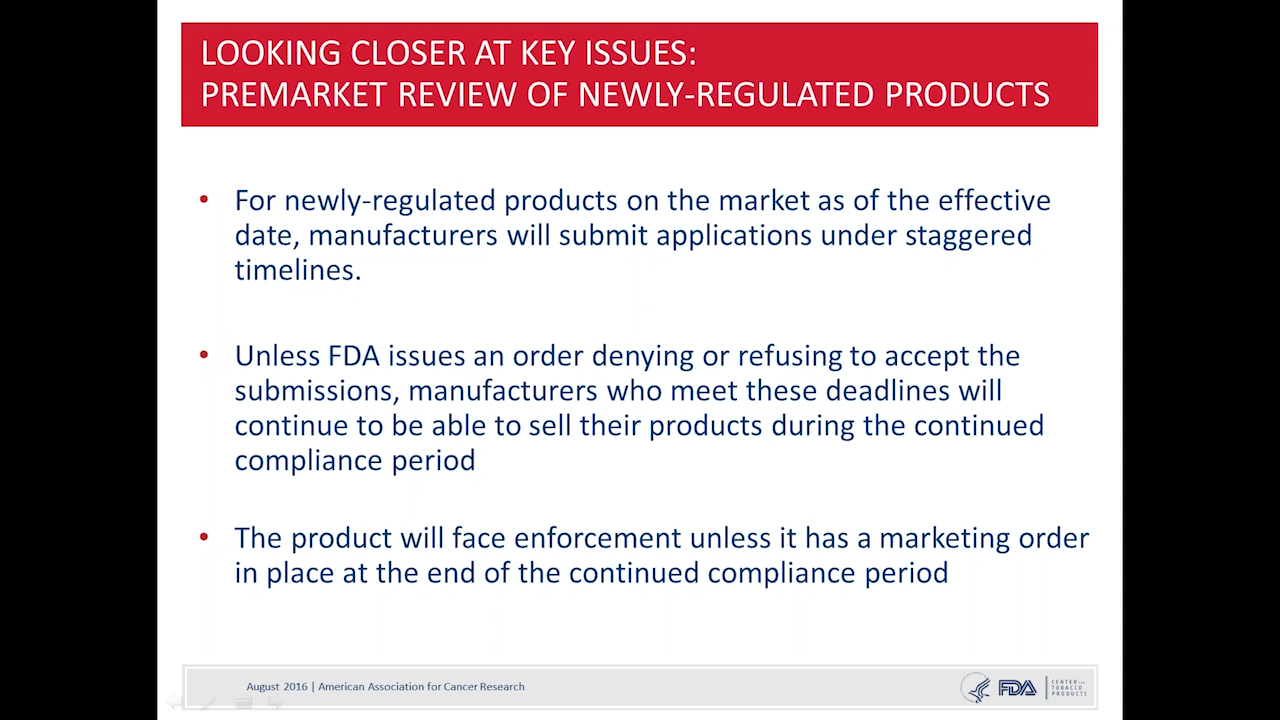 LOOKING CLOSER AT KEY ISSUES:
PREMARKET REVIEW OF NEWLY-REGULATED PRODUCTS
• For newly-regulated products on the market as of the effective
date, manufacturers will submit applications under staggered
timelines.
• Unless FDA issues an order denying or refusing to accept the
submissions, manufacturers who meet these deadlines will
continue to be able to sell their products during the continued
compliance period
• The product will face enforcement unless it has a marketing order
in place at the end of the continued compliance period
August 2016 | American Association for Cancer Research
FDA
CENTER FOR
TOBACCO
PRODUCTS